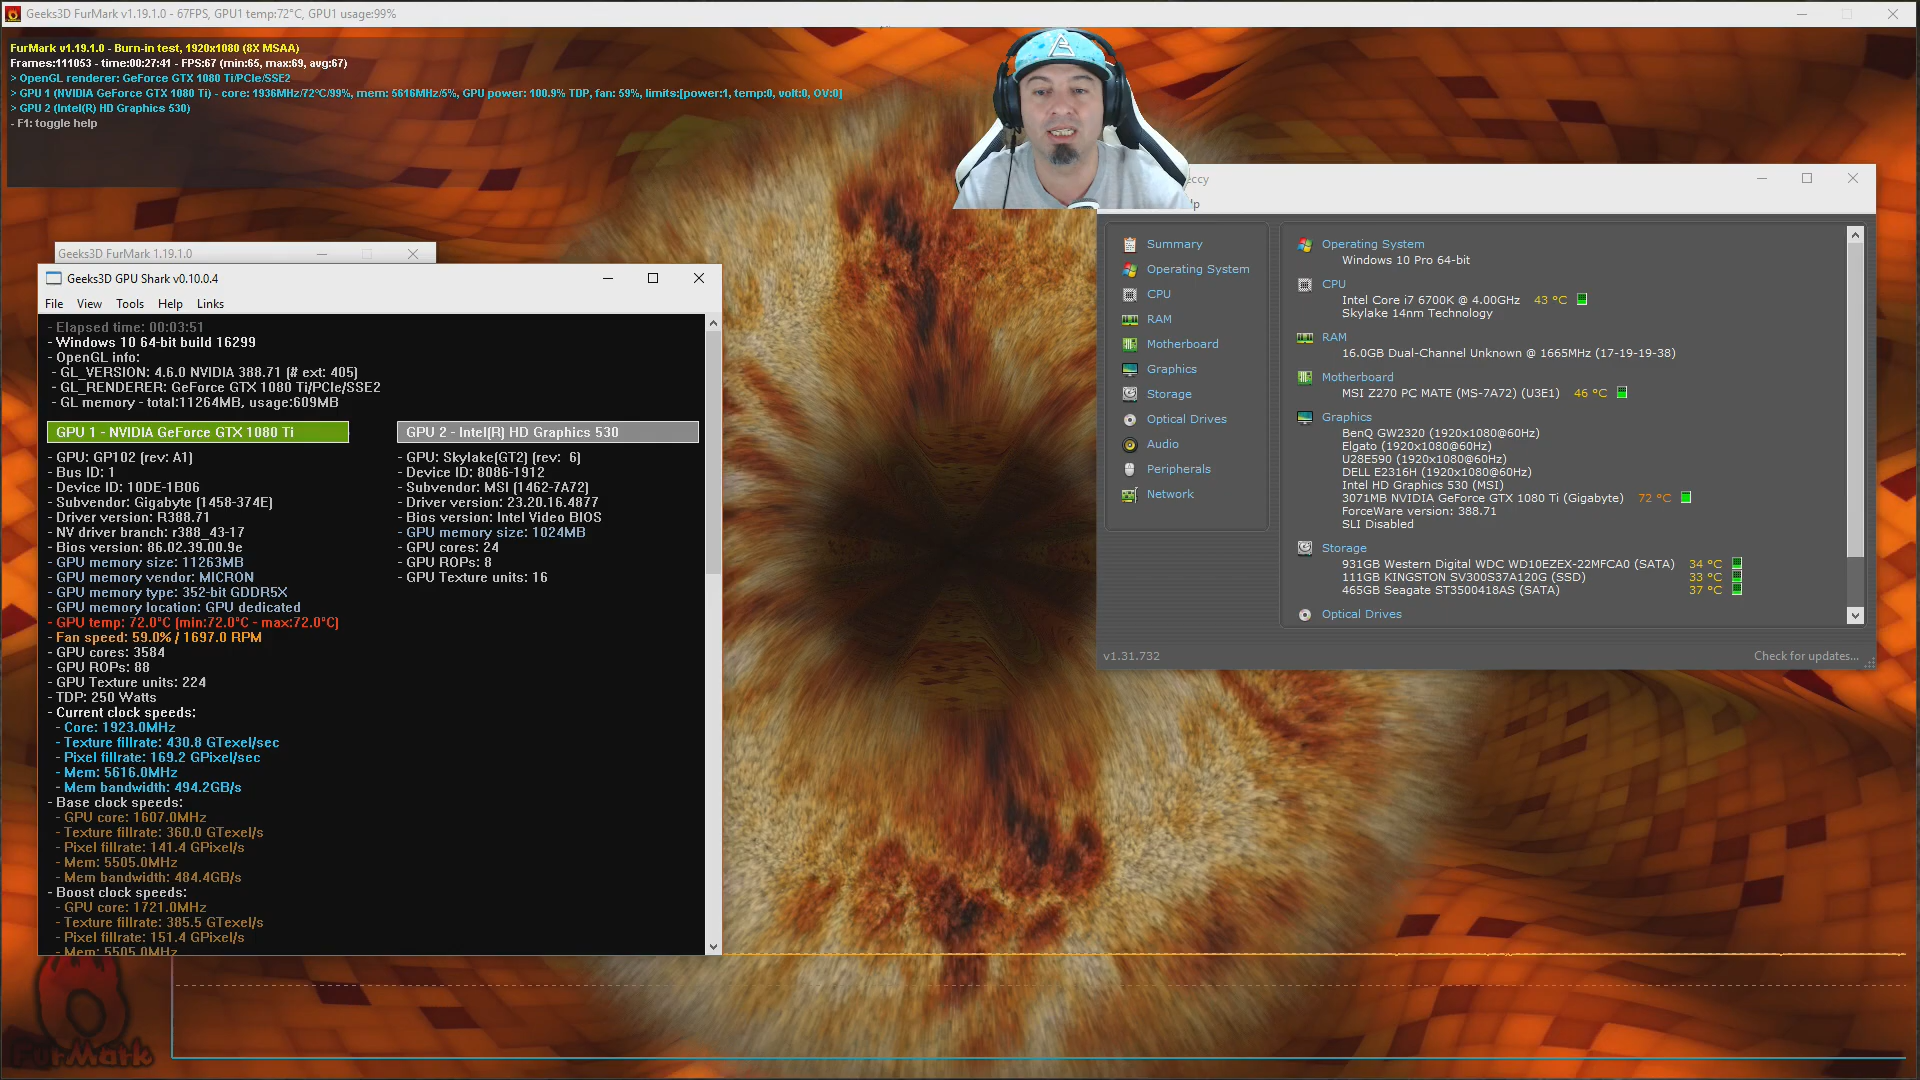 Geeks3D FurMark v1.19.1.0 - 67FPS, GPU1 temp:72°C, GPU1 usage:99%
FurMark v1.19.1.0 - Burn-in test, 1920x1080 (8X MSAA)
Frames:111053 - time:00:27:41 - FPS:67 (min:65, max:69, avg:67)
> OpenGL renderer: GeForce GTX 1080 Ti/PCIe/SSE2
> GPU 1 (NVIDIA GeForce GTX 1080 Ti) - core: 1936MHz/72°C/99%, mem: 5616MHz/5%, GPU power: 100.9% TDP, fan: 59%, limits:[power:1, temp:0, volt:0, OV:0]
> GPU 2 (Intel(R) HD Graphics 530)
- F1: toggle help
Geeks3D FurMark 1.19.1.0
Geeks3D GPU Shark v0.10.0.4
File View Tools Help Links
- Elapsed time: 00:03:51
- Windows 10 64-bit build 16299
- OpenGL info:
- GL_VERSION: 4.6.0 NVIDIA 388.71 (# ext: 405)
- GL_RENDERER: GeForce GTX 1080 Ti/PCIe/SSE2
- GL memory - total:11264MB, usage:609MB
GPU 1 - NVIDIA GeForce GTX 1080 Ti
- GPU: GP102 (rev: A1)
- Bus ID: 1
- Device ID: 10DE-1B06
- Subvendor: Gigabyte (1458-374E)
- Driver version: R388.71
- NV driver branch: r388_43-17
- Bios version: 86.02.39.00.9e
- GPU memory size: 11263MB
- GPU memory vendor: MICRON
- GPU memory type: 352-bit GDDR5X
- GPU memory location: GPU dedicated
- GPU temp: 72.0°C (min:72.0°C - max:72.0°C)
- Fan speed: 59.0% / 1697.0 RPM
- GPU cores: 3584
- GPU ROPs: 88
- GPU Texture units: 224
- TDP: 250 Watts
- Current clock speeds:
- Core: 1923.0MHz
- Texture fillrate: 430.8 GTexel/sec
- Pixel fillrate: 169.2 GPixel/sec
- Mem: 5616.0MHz
- Mem bandwidth: 494.2GB/s
- Base clock speeds:
- GPU core: 1607.0MHz
- Texture fillrate: 360.0 GTexel/s
- Pixel fillrate: 141.4 GPixel/s
- Mem: 5505.0MHz
- Mem bandwidth: 484.4GB/s
- Boost clock speeds:
- GPU core: 1721.0MHz
- Texture fillrate: 385.5 GTexel/s
- Pixel fillrate: 151.4 GPixel/s
- Mem: 5505.0MHz
GPU 2 - Intel(R) HD Graphics 530
- GPU: Skylake(GT2) (rev: 6)
- Device ID: 8086-1912
- Subvendor: MSI (1462-7A72)
- Driver version: 23.20.16.4877
- Bios version: Intel Video BIOS
- GPU memory size: 1024MB
- GPU cores: 24
- GPU ROPs: 8
- GPU Texture units: 16
FurMark
eccy
lp
Summary
Operating System
CPU
RAM
Motherboard
Graphics
Storage
Optical Drives
Audio
Peripherals
Network
Operating System
Windows 10 Pro 64-bit
CPU
Intel Core i7 6700K @ 4.00GHz 43 °C
Skylake 14nm Technology
RAM
16.0GB Dual-Channel Unknown @ 1665MHz (17-19-19-38)
Motherboard
MSI Z270 PC MATE (MS-7A72) (U3E1) 46 °C
Graphics
BenQ GW2320 (1920x1080@60Hz)
Elgato (1920x1080@60Hz)
U28E590 (1920x1080@60Hz)
DELL E2316H (1920x1080@60Hz)
Intel HD Graphics 530 (MSI)
3071MB NVIDIA GeForce GTX 1080 Ti (Gigabyte) 72 °C
ForceWare version: 388.71
SLI Disabled
Storage
931GB Western Digital WDC WD10EZEX-22MFCA0 (SATA) 34 °C
111GB KINGSTON SV300S37A120G (SSD) 33 °C
465GB Seagate ST3500418AS (SATA) 37 °C
Optical Drives
v1.31.732
Check for updates...